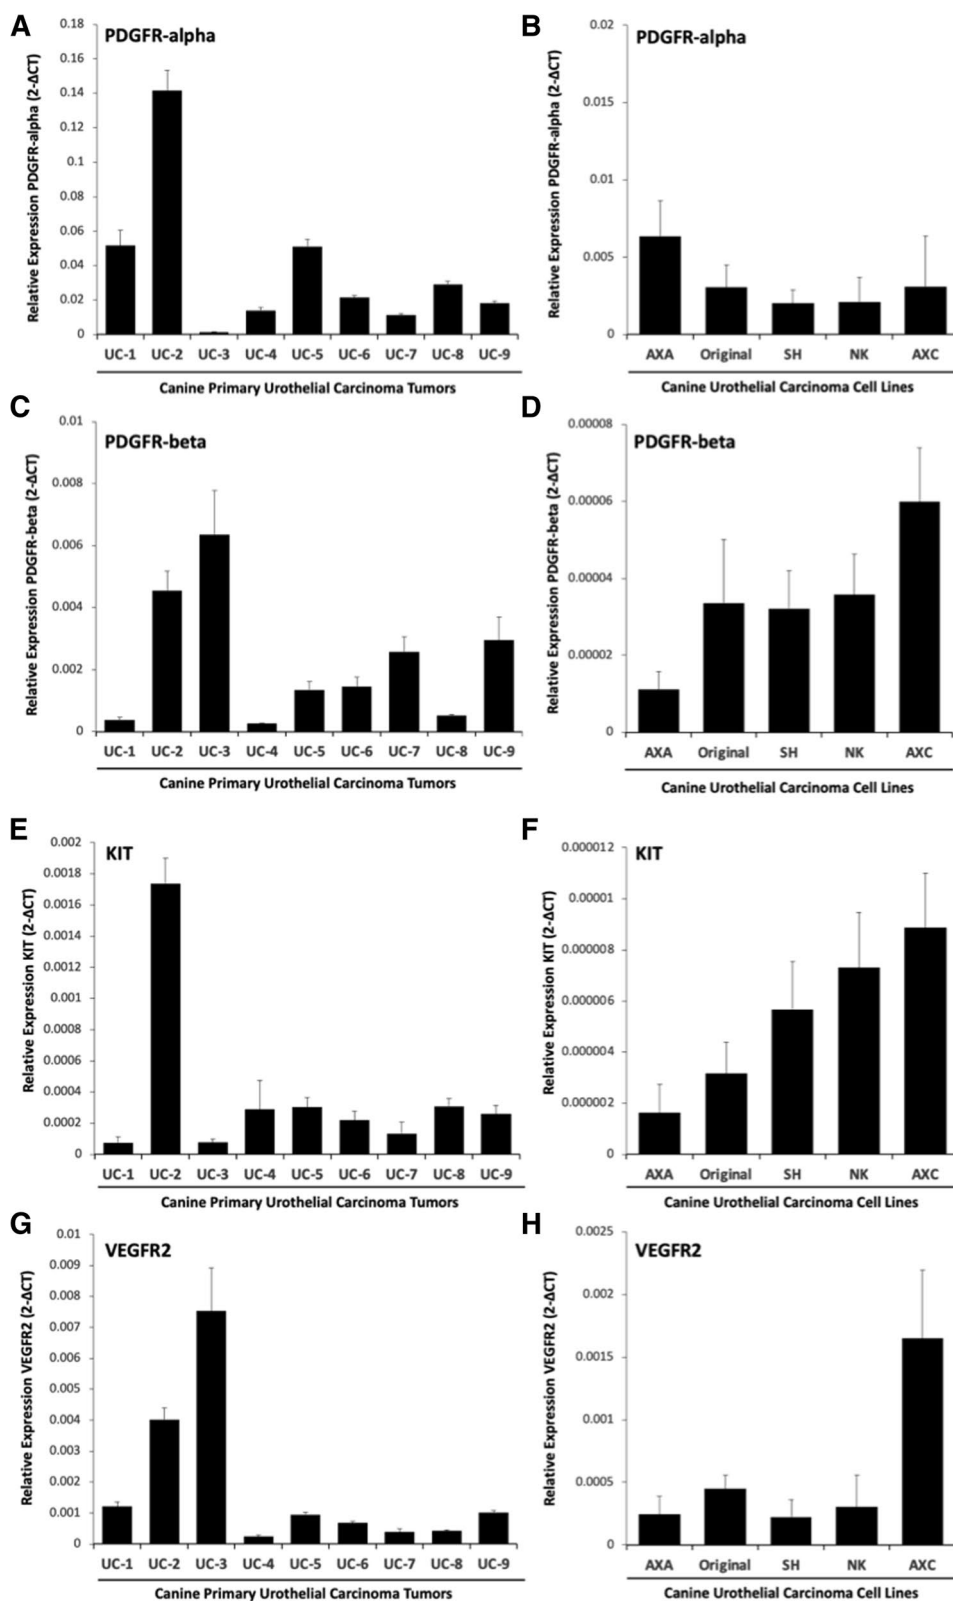 A
PDGFR-alpha
Relative Expression PDGFR-alpha (2-ΔCT)
0.18
0.16
0.14
0.12
0.1
0.08
0.06
0.04
0.02
0
UC-1 UC-2 UC-3 UC-4 UC-5 UC-6 UC-7 UC-8 UC-9
Canine Primary Urothelial Carcinoma Tumors
B
PDGFR-alpha
Relative Expression PDGFR-alpha (2-ΔCT)
0.02
0.015
0.01
0.005
0
AXA Original SH NK AXC
Canine Urothelial Carcinoma Cell Lines
C
PDGFR-beta
Relative Expression PDGFR-beta (2-ΔCT)
0.01
0.008
0.006
0.004
0.002
0
UC-1 UC-2 UC-3 UC-4 UC-5 UC-6 UC-7 UC-8 UC-9
Canine Primary Urothelial Carcinoma Tumors
D
PDGFR-beta
Relative Expression PDGFR-beta (2-ΔCT)
0.00008
0.00006
0.00004
0.00002
0
AXA Original SH NK AXC
Canine Urothelial Carcinoma Cell Lines
E
KIT
Relative Expression KIT (2-ΔCT)
0.002
0.0018
0.0016
0.0014
0.0012
0.001
0.0008
0.0006
0.0004
0.0002
0
UC-1 UC-2 UC-3 UC-4 UC-5 UC-6 UC-7 UC-8 UC-9
Canine Primary Urothelial Carcinoma Tumors
F
KIT
Relative Expression KIT (2-ΔCT)
0.000012
0.00001
0.000008
0.000006
0.000004
0.000002
0
AXA Original SH NK AXC
Canine Urothelial Carcinoma Cell Lines
G
VEGFR2
Relative Expression VEGFR2 (2-ΔCT)
0.01
0.009
0.008
0.007
0.006
0.005
0.004
0.003
0.002
0.001
0
UC-1 UC-2 UC-3 UC-4 UC-5 UC-6 UC-7 UC-8 UC-9
Canine Primary Urothelial Carcinoma Tumors
H
VEGFR2
Relative Expression VEGFR2 (2-ΔCT)
0.0025
0.002
0.0015
0.001
0.0005
0
AXA Original SH NK AXC
Canine Urothelial Carcinoma Cell Lines